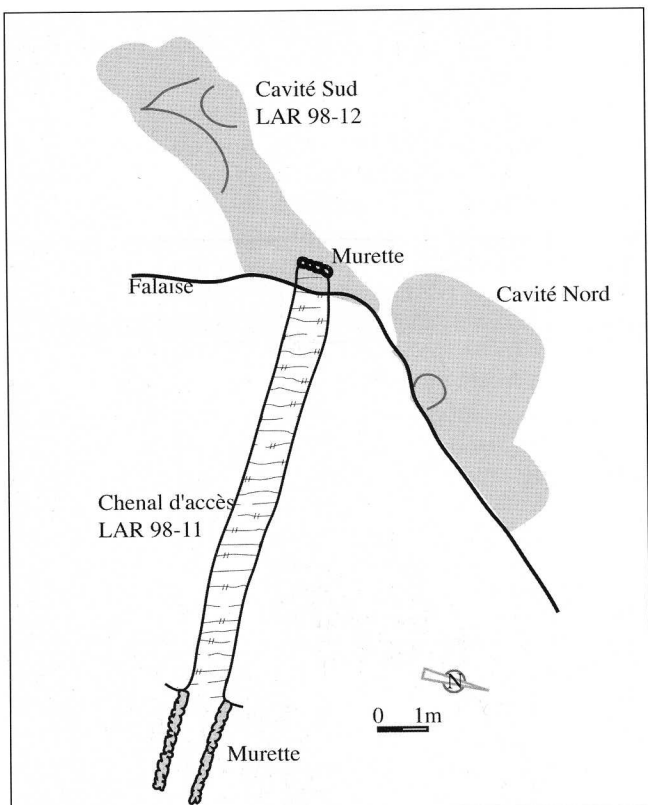 Cavité Sud
LAR 98-12
Murette
Falaise
Cavité Nord
Chenal d'accès
LAR 98-11
N
0 1m
Murette